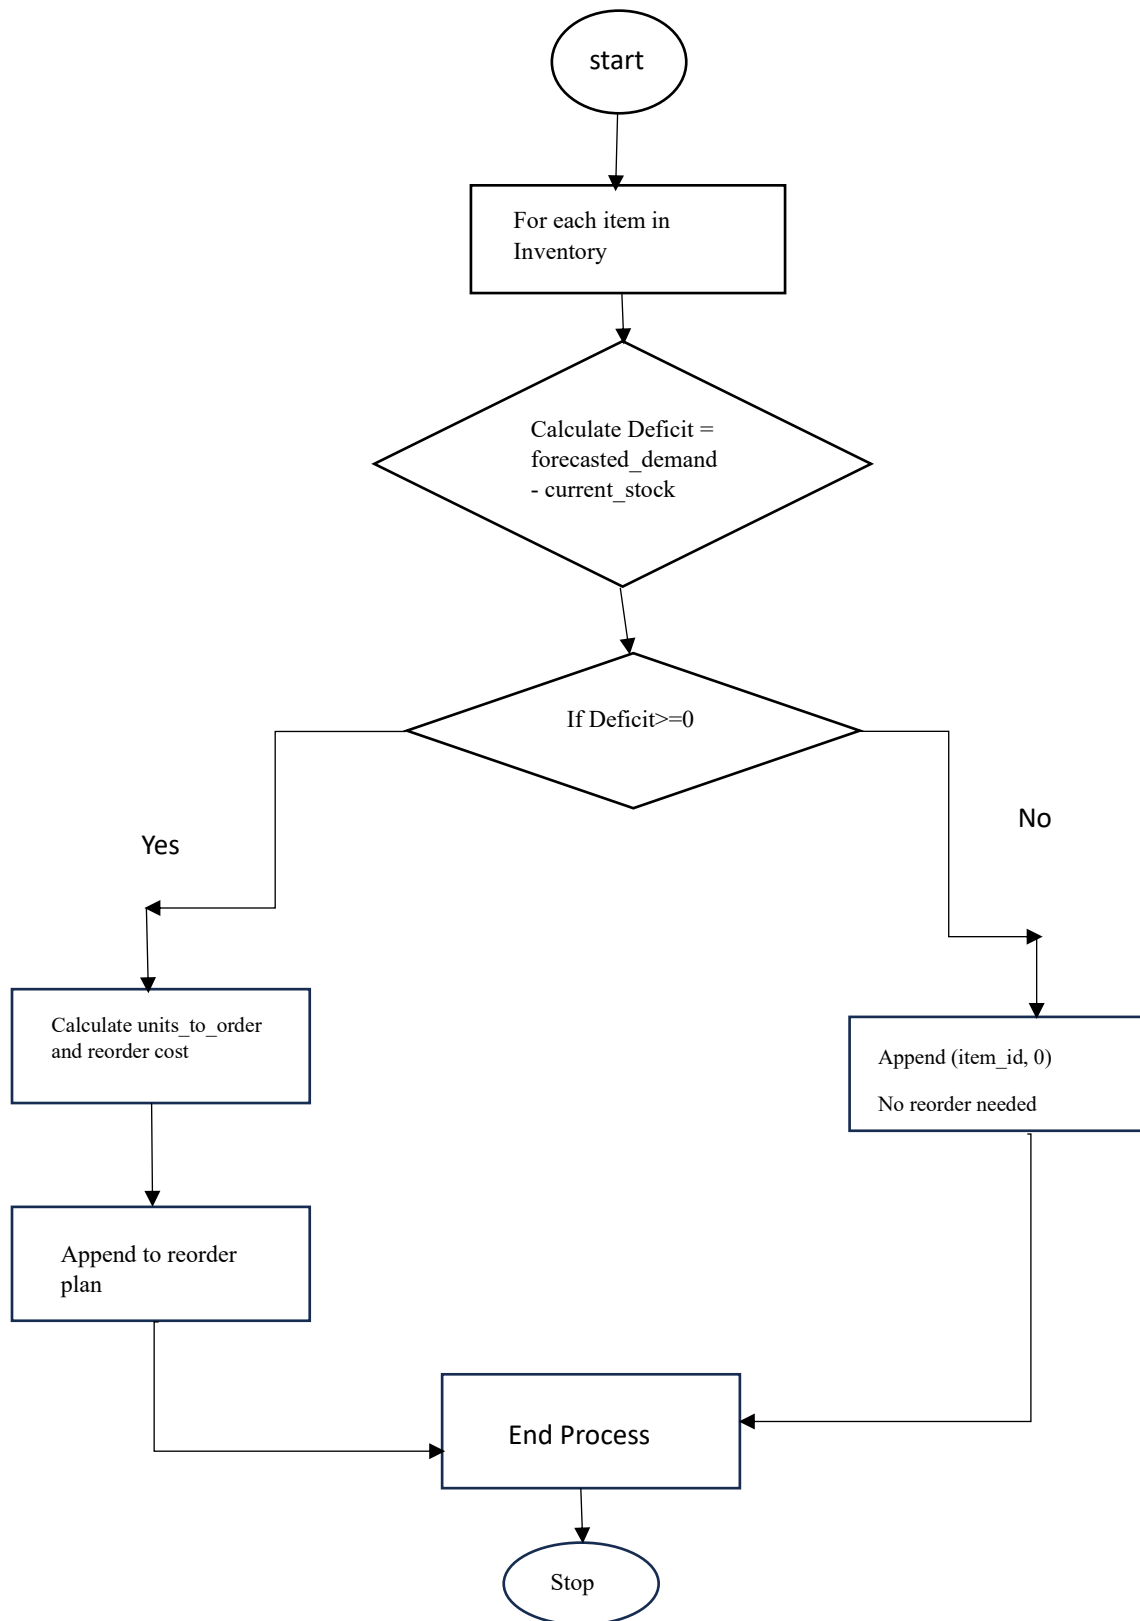 start
For each item in
Inventory
Calculate Deficit =
forecasted_demand
- current_stock
If Deficit>=0
Yes
No
Calculate units_to_order
and reorder cost
Append (item_id, 0)
No reorder needed
Append to reorder
plan
End Process
Stop